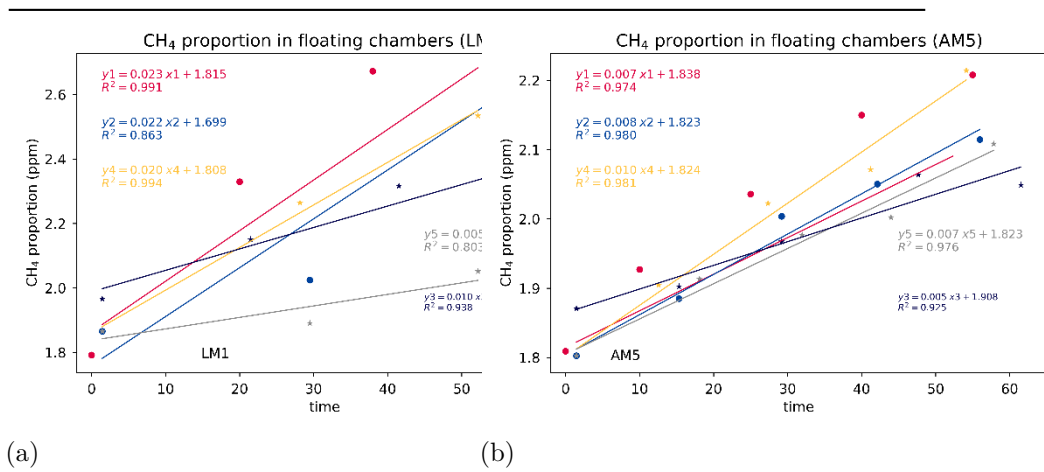 CH₄ proportion in floating chambers (LM
y1=0.023 x1+1.815
R² = 0.991
y2=0.022 x2+1.699
R² = 0.863
y4=0.020 x4+1.808
R² = 0.994
y5=0.005
R² = 0.803
y3=0.010 x
R² = 0.938
LM1
CH₄ proportion (ppm)
2.6
2.4
2.2
2.0
1.8
0 10 20 30 40 50
time
(a)
CH₄ proportion in floating chambers (AM5)
y1=0.007 x1+1.838
R² = 0.974
y2=0.008 x2+1.823
R² = 0.980
y4=0.010 x4+1.824
R² = 0.981
y5=0.007 x5+1.823
R² = 0.976
y3=0.005 x3+1.908
R² = 0.925
AM5
CH₄ proportion (ppm)
2.2
2.1
2.0
1.9
1.8
0 10 20 30 40 50 60
time
(b)